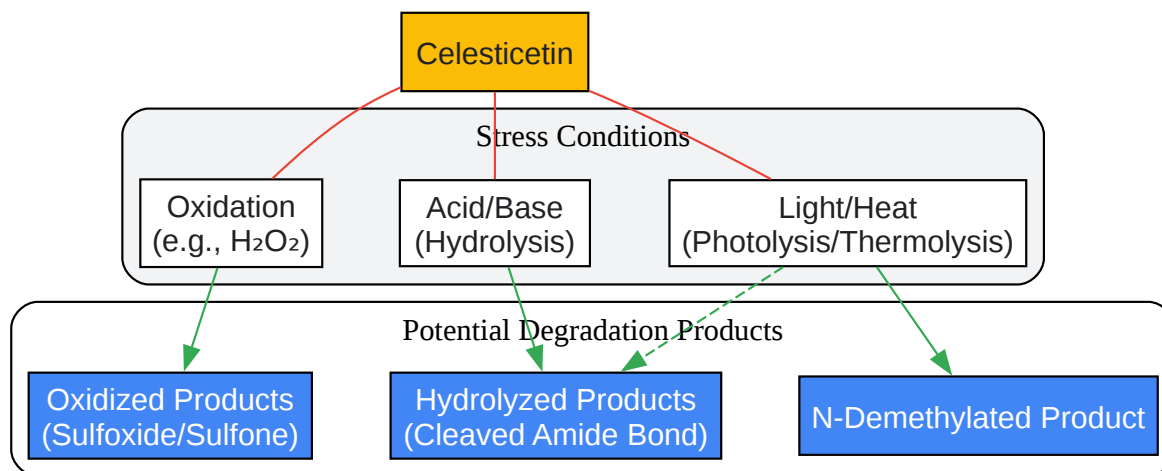 Celesticetin
Stress Conditions
Oxidation
(e.g., H₂O₂)
Acid/Base
(Hydrolysis)
Light/Heat
(Photolysis/Thermolysis)
Potential Degradation Products
Oxidized Products
(Sulfoxide/Sulfone)
Hydrolyzed Products
(Cleaved Amide Bond)
N-Demethylated Product